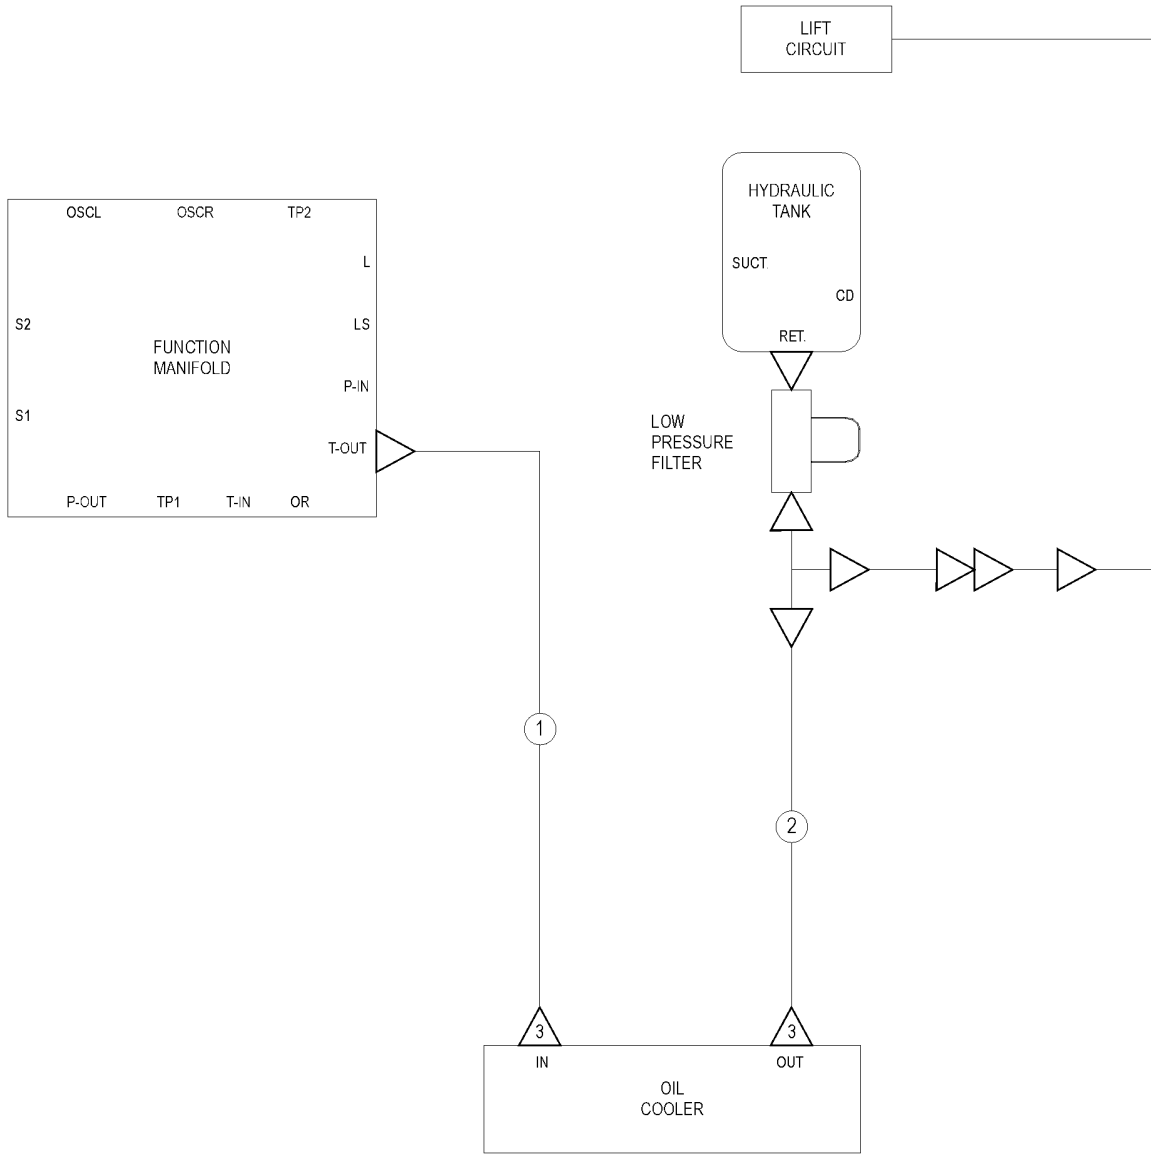 LIFT
CIRCUIT
HYDRAULIC
TANK
SUCT.
CD
RET.
OSCL
OSCR
TP2
L
S2
LS
FUNCTION
MANIFOLD
P-IN
S1
T-OUT
P-OUT
TP1
T-IN
OR
LOW
PRESSURE
FILTER
1
2
3
3
IN
OUT
OIL
COOLER